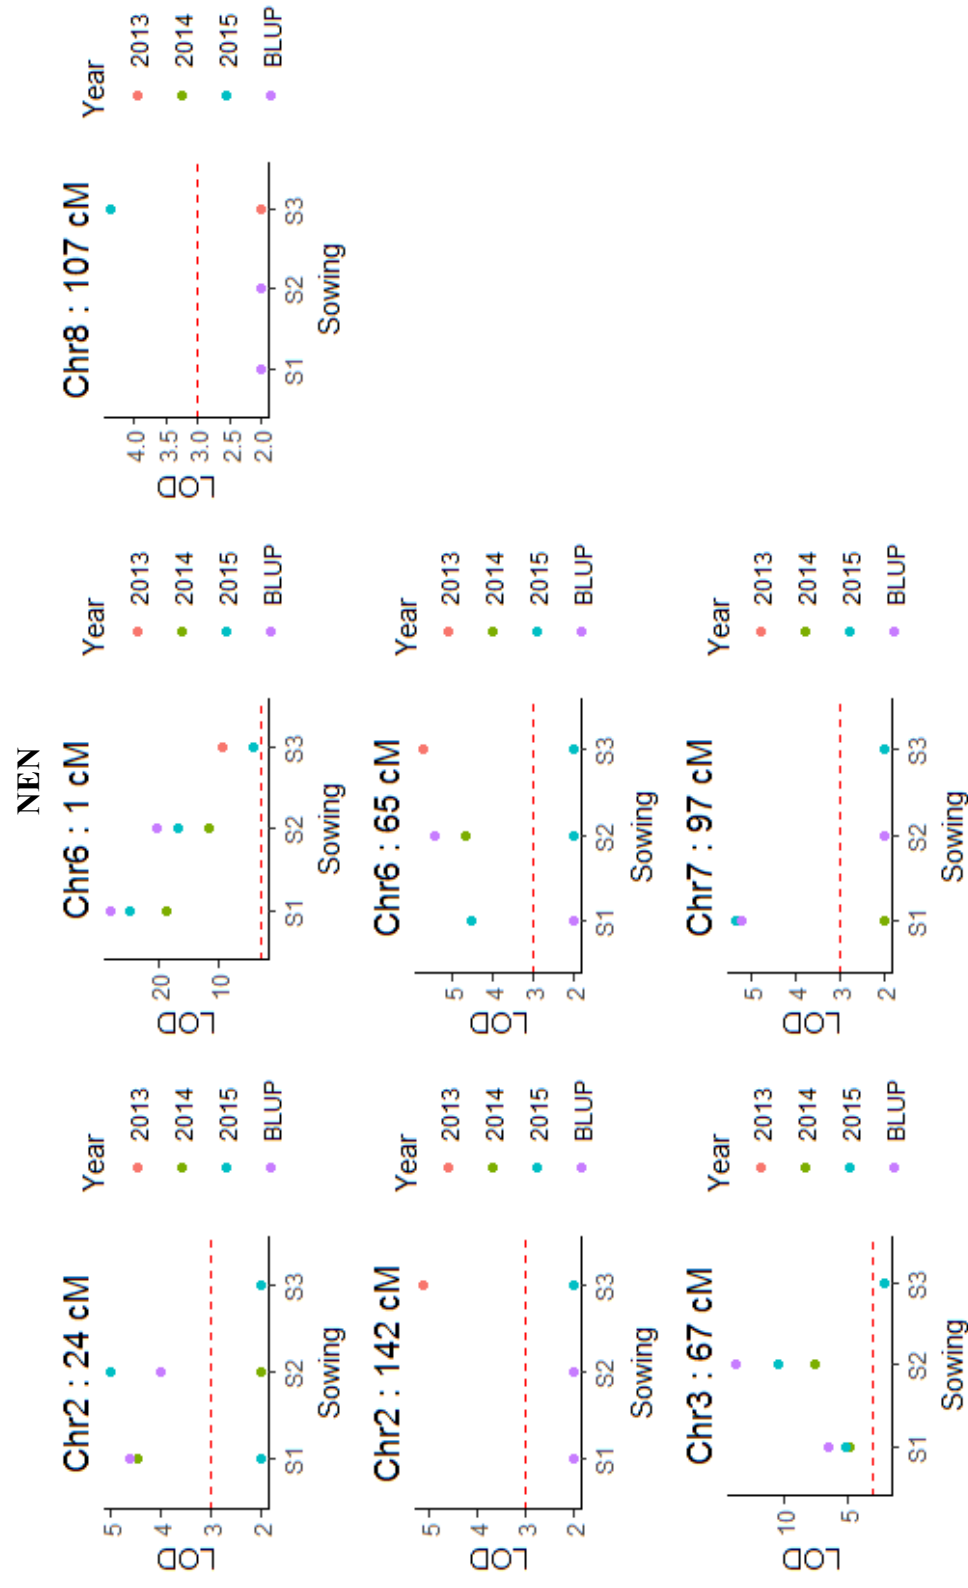 NEN
Chr2 : 24 cM
LOD
5
4
3
2
S1 S2 S3
Sowing
Year
2013
2014
2015
BLUP
Chr6 : 1 cM
LOD
20
10
S1 S2 S3
Sowing
Year
2013
2014
2015
BLUP
Chr8 : 107 cM
LOD
4.0
3.5
3.0
2.5
2.0
S1 S2 S3
Sowing
Year
2013
2014
2015
BLUP
Chr2 : 142 cM
LOD
5
4
3
2
S1 S2 S3
Sowing
Year
2013
2014
2015
BLUP
Chr6 : 65 cM
LOD
5
4
3
2
S1 S2 S3
Sowing
Year
2013
2014
2015
BLUP
Chr3 : 67 cM
LOD
10
5
S1 S2 S3
Sowing
Year
2013
2014
2015
BLUP
Chr7 : 97 cM
LOD
5
4
3
2
S1 S2 S3
Sowing
Year
2013
2014
2015
BLUP